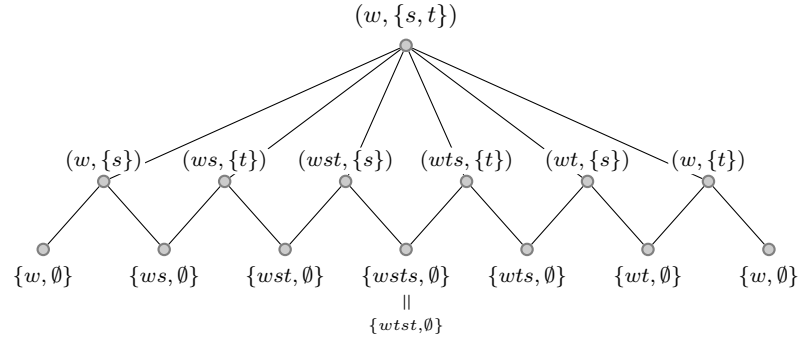 (w, {s, t})
(w, {s}) (ws, {t}) (wst, {s}) (wts, {t}) (wt, {s}) (w, {t})
{w, ∅} {ws, ∅} {wst, ∅} {wsts, ∅} {wts, ∅} {wt, ∅} {w, ∅}
=
{wtst, ∅}